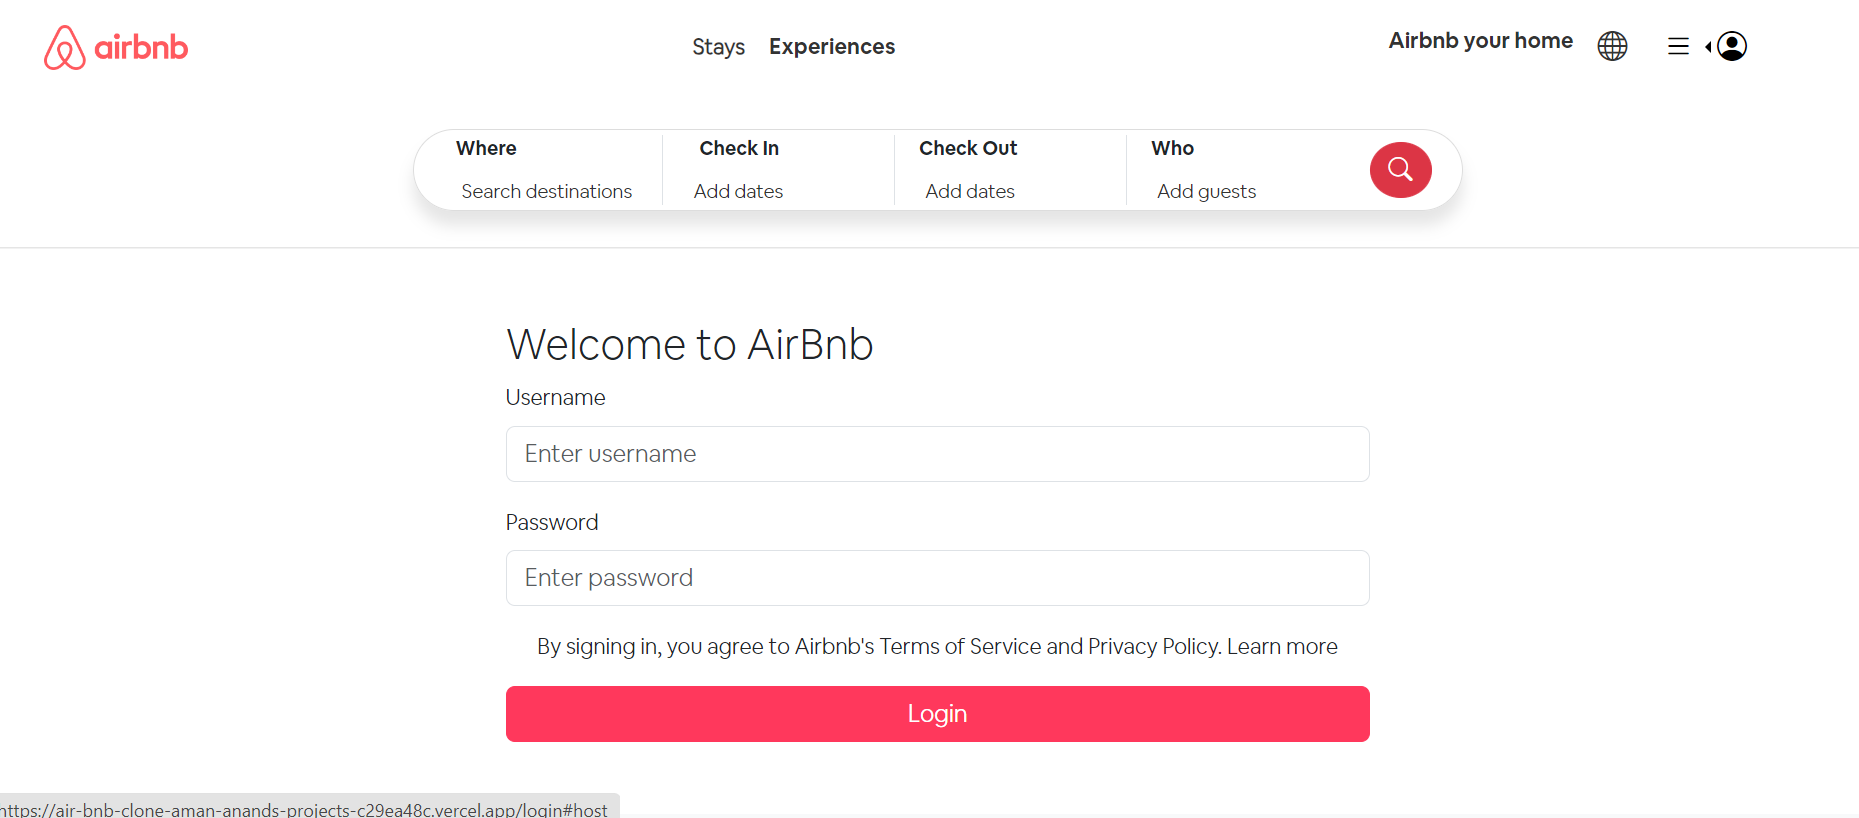 airbnb
Stays Experiences
Airbnb your home
Where Check In Check Out Who
Search destinations Add dates Add dates Add guests
Welcome to AirBnb
Username
Enter username
Password
Enter password
By signing in, you agree to Airbnb's Terms of Service and Privacy Policy. Learn more
Login
https://air-bnb-clone-aman-anands-projects-c29ea48c.vercel.app/login#host